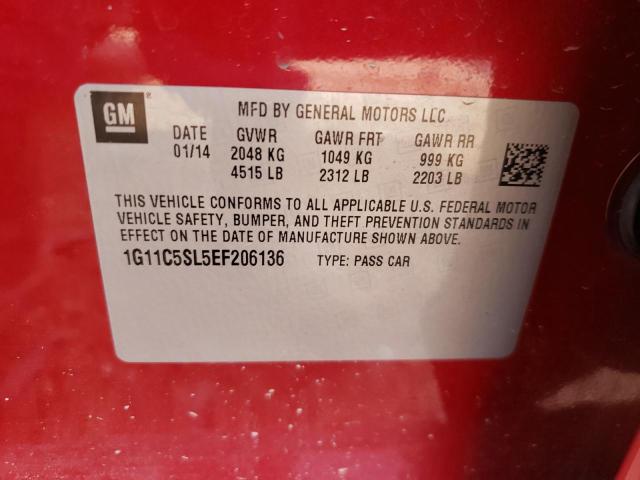 GM ®
MFD BY GENERAL MOTORS LLC
DATE GVWR GAWR FRT GAWR RR
01/14 2048 KG 1049 KG 999 KG
4515 LB 2312 LB 2203 LB
THIS VEHICLE CONFORMS TO ALL APPLICABLE U.S. FEDERAL MOTOR
VEHICLE SAFETY, BUMPER, AND THEFT PREVENTION STANDARDS IN
EFFECT ON THE DATE OF MANUFACTURE SHOWN ABOVE.
1G11C5SL5EF206136 TYPE: PASS CAR